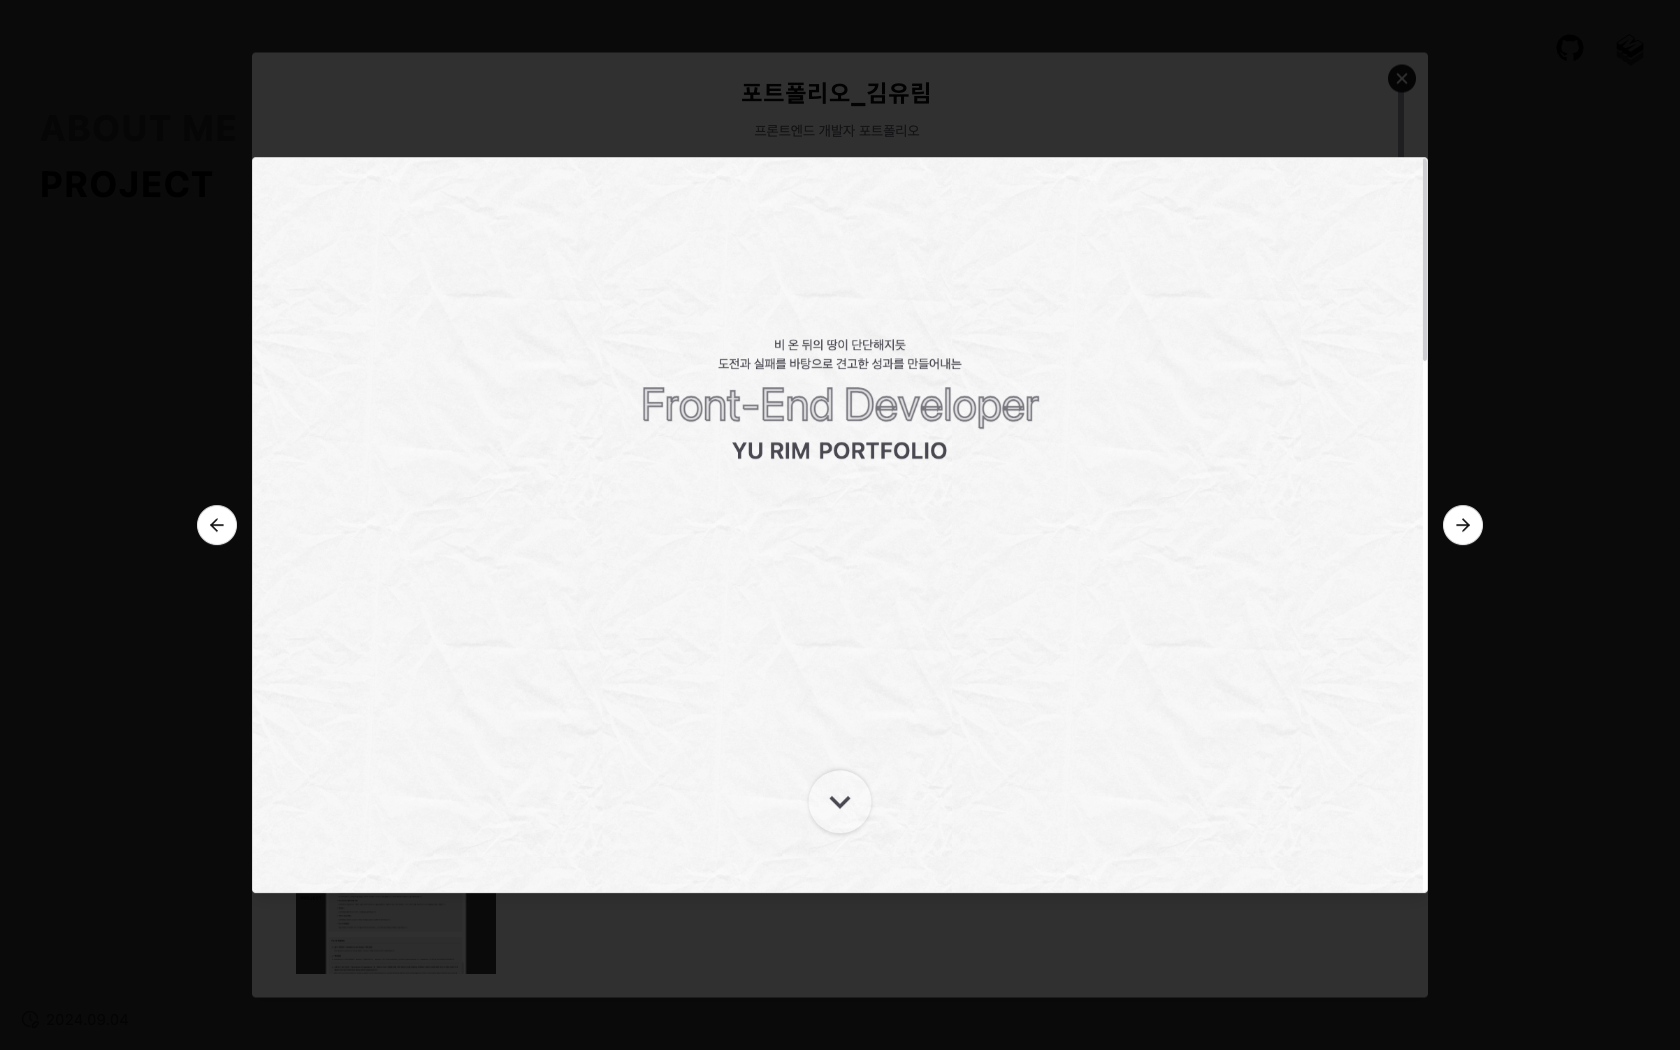 포트폴리오_김유림
프론트엔드 개발자 포트폴리오
ABOUT ME
PROJECT
비 온 뒤의 땅이 단단해지듯
도전과 실패를 바탕으로 견고한 성과를 만들어내는
Front-End Developer
YU RIM PORTFOLIO
2024.09.04